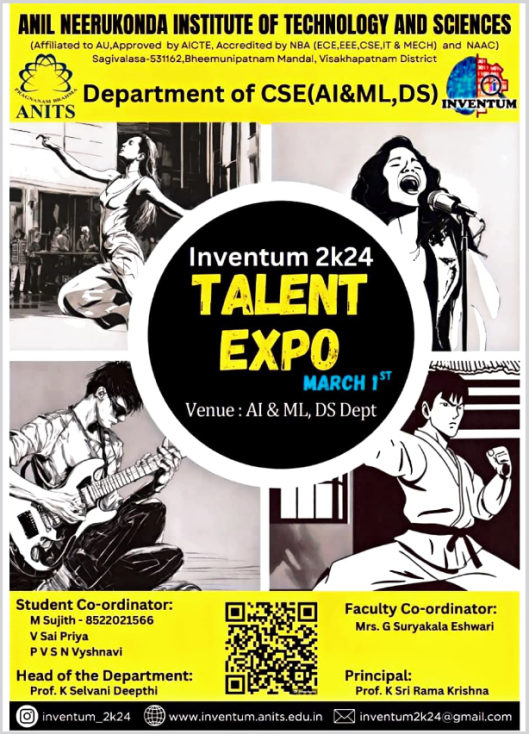 ANIL NEERUKONDA INSTITUTE OF TECHNOLOGY AND SCIENCES
(Affiliated to AU,Approved by AICTE, Accredited by NBA (ECE,EEE,CSE,IT & MECH) and NAAC)
Sagivalasa-531162,Bheemunipatnam Mandal, Visakhapatnam District
PRAGNANAM BRAHMA
ANITS
Department of CSE(AI&ML,DS)
INVENTUM
Inventum 2k24
TALENT
EXPO
MARCH 1ST
Venue : AI & ML, DS Dept
Student Co-ordinator:
M Sujith - 8522021566
V Sai Priya
P V S N Vyshnavi
Head of the Department:
Prof. K Selvani Deepthi
Faculty Co-ordinator:
Mrs. G Suryakala Eshwari
Principal:
Prof. K Sri Rama Krishna
inventum_2k24
www.inventum.anits.edu.in
inventum2k24@gmail.com